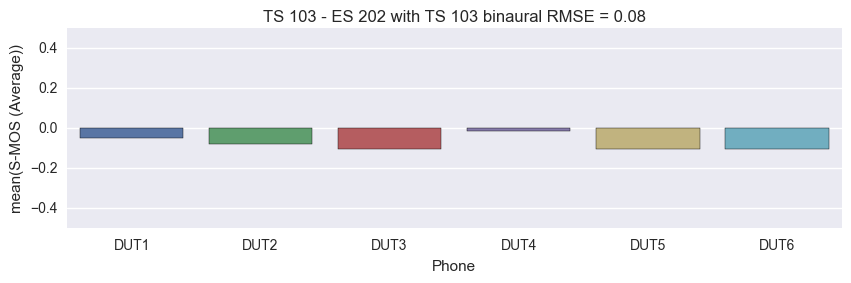 TS 103 - ES 202 with TS 103 binaural RMSE = 0.08
mean(S-MOS (Average))
0.4
0.2
0.0
−0.2
−0.4
DUT1 DUT2 DUT3 DUT4 DUT5 DUT6
Phone